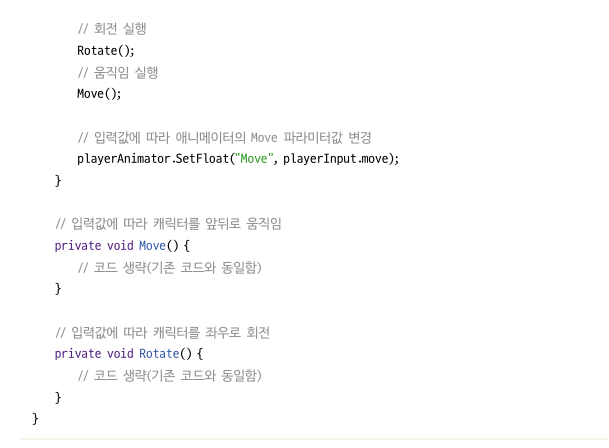 // 회전 실행
Rotate();
// 움직임 실행
Move();
// 입력값에 따라 애니메이터의 Move 파라미터값 변경
playerAnimator.SetFloat("Move", playerInput.move);
}
// 입력값에 따라 캐릭터를 앞뒤로 움직임
private void Move() {
// 코드 생략(기존 코드와 동일함)
}
// 입력값에 따라 캐릭터를 좌우로 회전
private void Rotate() {
// 코드 생략(기존 코드와 동일함)
}
}